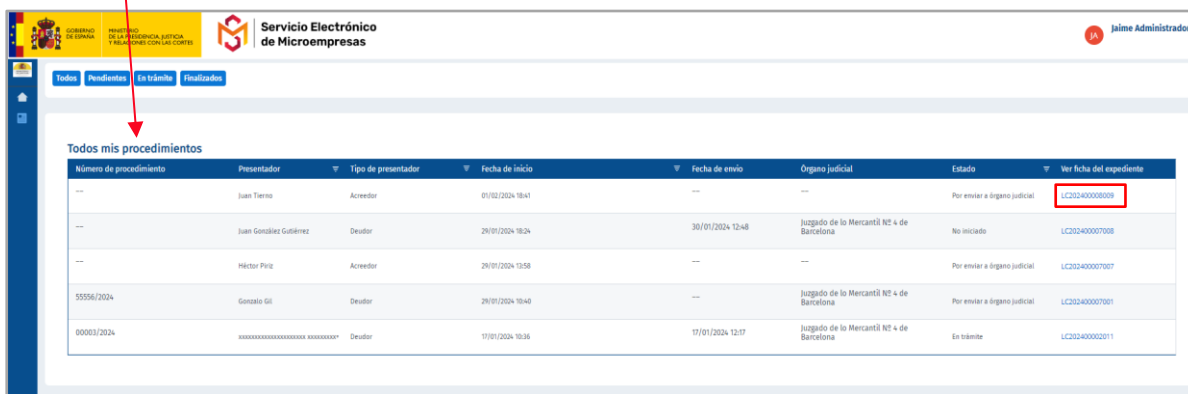 GOBIERNO DE ESPAÑA
MINISTERIO DE LA PRESIDENCIA, JUSTICIA Y RELACIONES CON LAS CORTES
Servicio Electrónico
de Microempresas
JA
Jaime Administrador
Todos Pendientes En trámite Finalizados
Todos mis procedimientos
Número de procedimiento Presentador Tipo de presentador Fecha de inicio Fecha de envio Órgano judicial Estado Ver ficha del expediente
-- Juan Tierno Acreedor 01/02/2024 18:41 -- -- Por enviar a órgano judicial LC202400008009
-- Juan González Gutiérrez Deudor 29/01/2024 18:24 30/01/2024 12:48 Juzgado de lo Mercantil Nº 4 de Barcelona No iniciado LC202400007008
-- Héctor Piriz Acreedor 29/01/2024 13:58 -- -- Por enviar a órgano judicial LC202400007007
55556/2024 Gonzalo Gil Deudor 29/01/2024 10:40 -- Juzgado de lo Mercantil Nº 4 de Barcelona Por enviar a órgano judicial LC202400007001
00003/2024 Deudor 17/01/2024 10:36 17/01/2024 12:17 Juzgado de lo Mercantil Nº 4 de Barcelona En trámite LC202400002011